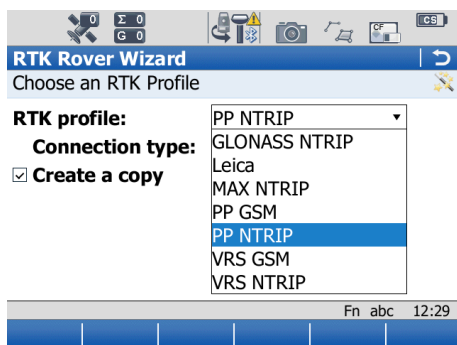 0 Σ 0
G 0
CF
CS
RTK Rover Wizard
Choose an RTK Profile
RTK profile: PP NTRIP
Connection type: GLONASS NTRIP
Leica
Create a copy
MAX NTRIP
PP GSM
PP NTRIP
VRS GSM
VRS NTRIP
Fn abc 12:29